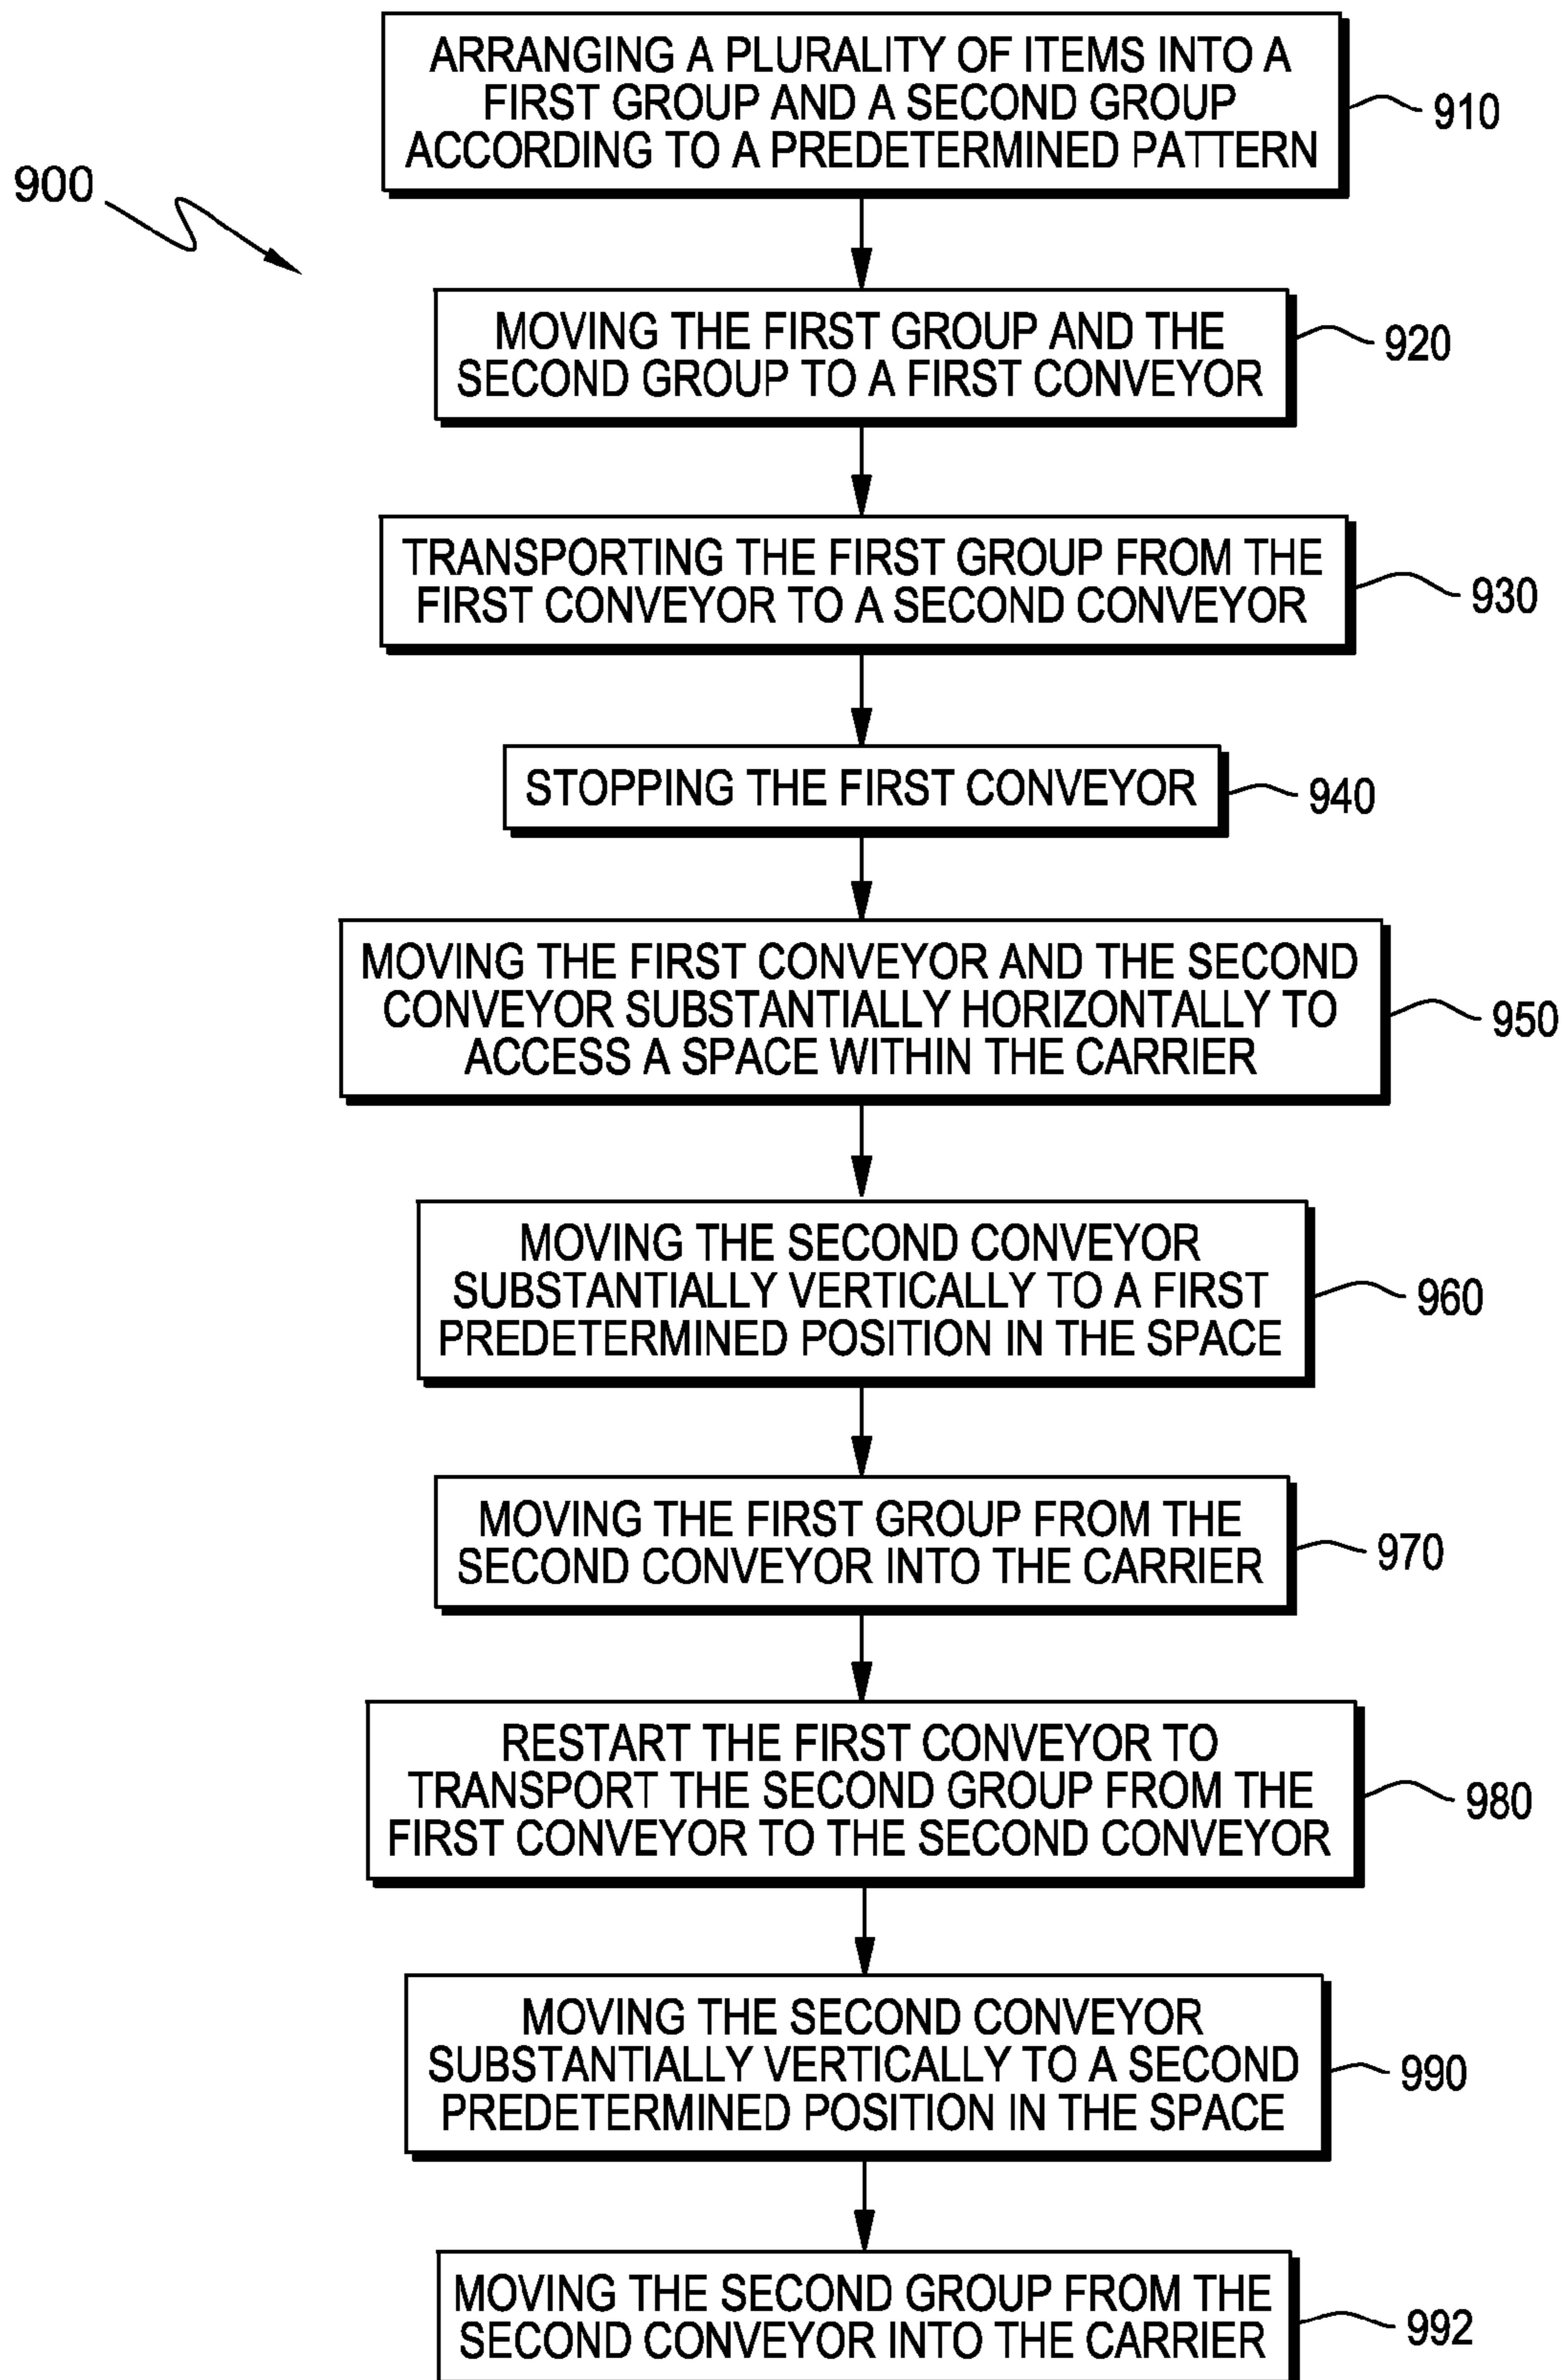 ARRANGING A PLURALITY OF ITEMS INTO A
FIRST GROUP AND A SECOND GROUP
ACCORDING TO A PREDETERMINED PATTERN
910
900
MOVING THE FIRST GROUP AND THE
SECOND GROUP TO A FIRST CONVEYOR
920
TRANSPORTING THE FIRST GROUP FROM THE
FIRST CONVEYOR TO A SECOND CONVEYOR
930
STOPPING THE FIRST CONVEYOR
940
MOVING THE FIRST CONVEYOR AND THE SECOND
CONVEYOR SUBSTANTIALLY HORIZONTALLY TO
ACCESS A SPACE WITHIN THE CARRIER
950
MOVING THE SECOND CONVEYOR
SUBSTANTIALLY VERTICALLY TO A FIRST
PREDETERMINED POSITION IN THE SPACE
960
MOVING THE FIRST GROUP FROM THE
SECOND CONVEYOR INTO THE CARRIER
970
RESTART THE FIRST CONVEYOR TO
TRANSPORT THE SECOND GROUP FROM THE
FIRST CONVEYOR TO THE SECOND CONVEYOR
980
MOVING THE SECOND CONVEYOR
SUBSTANTIALLY VERTICALLY TO A SECOND
PREDETERMINED POSITION IN THE SPACE
990
MOVING THE SECOND GROUP FROM THE
SECOND CONVEYOR INTO THE CARRIER
992